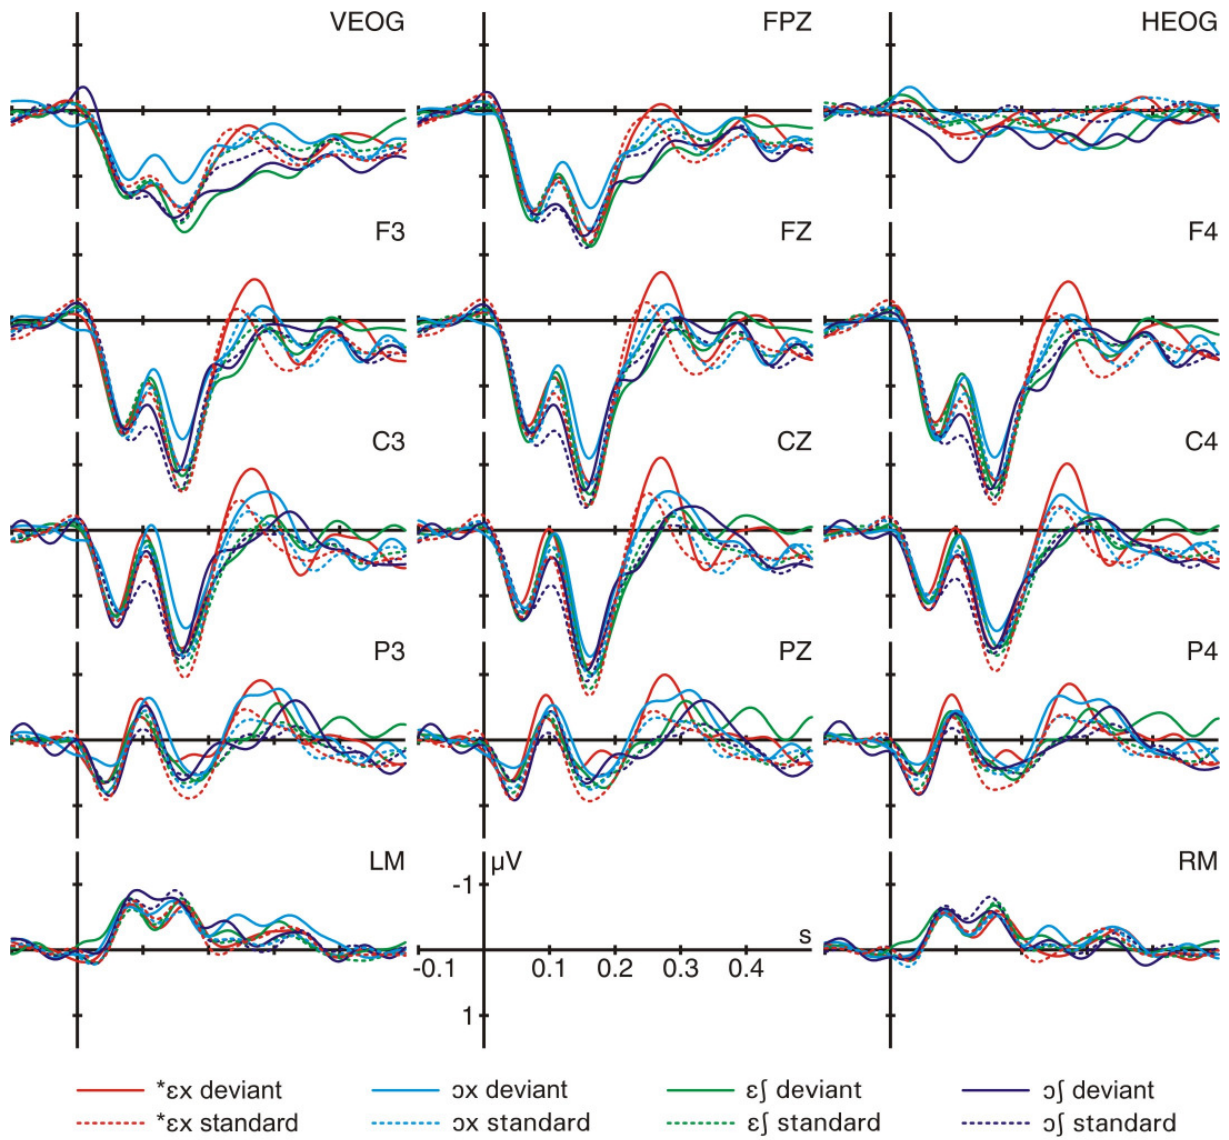 VEOG FPZ HEOG
F3 FZ F4
C3 CZ C4
P3 PZ P4
LM µV RM
-1
s
-0.1 0.1 0.2 0.3 0.4
1
*ɛx deviant ɔx deviant ɛʃ deviant ɔʃ deviant
*ɛx standard ɔx standard ɛʃ standard ɔʃ standard